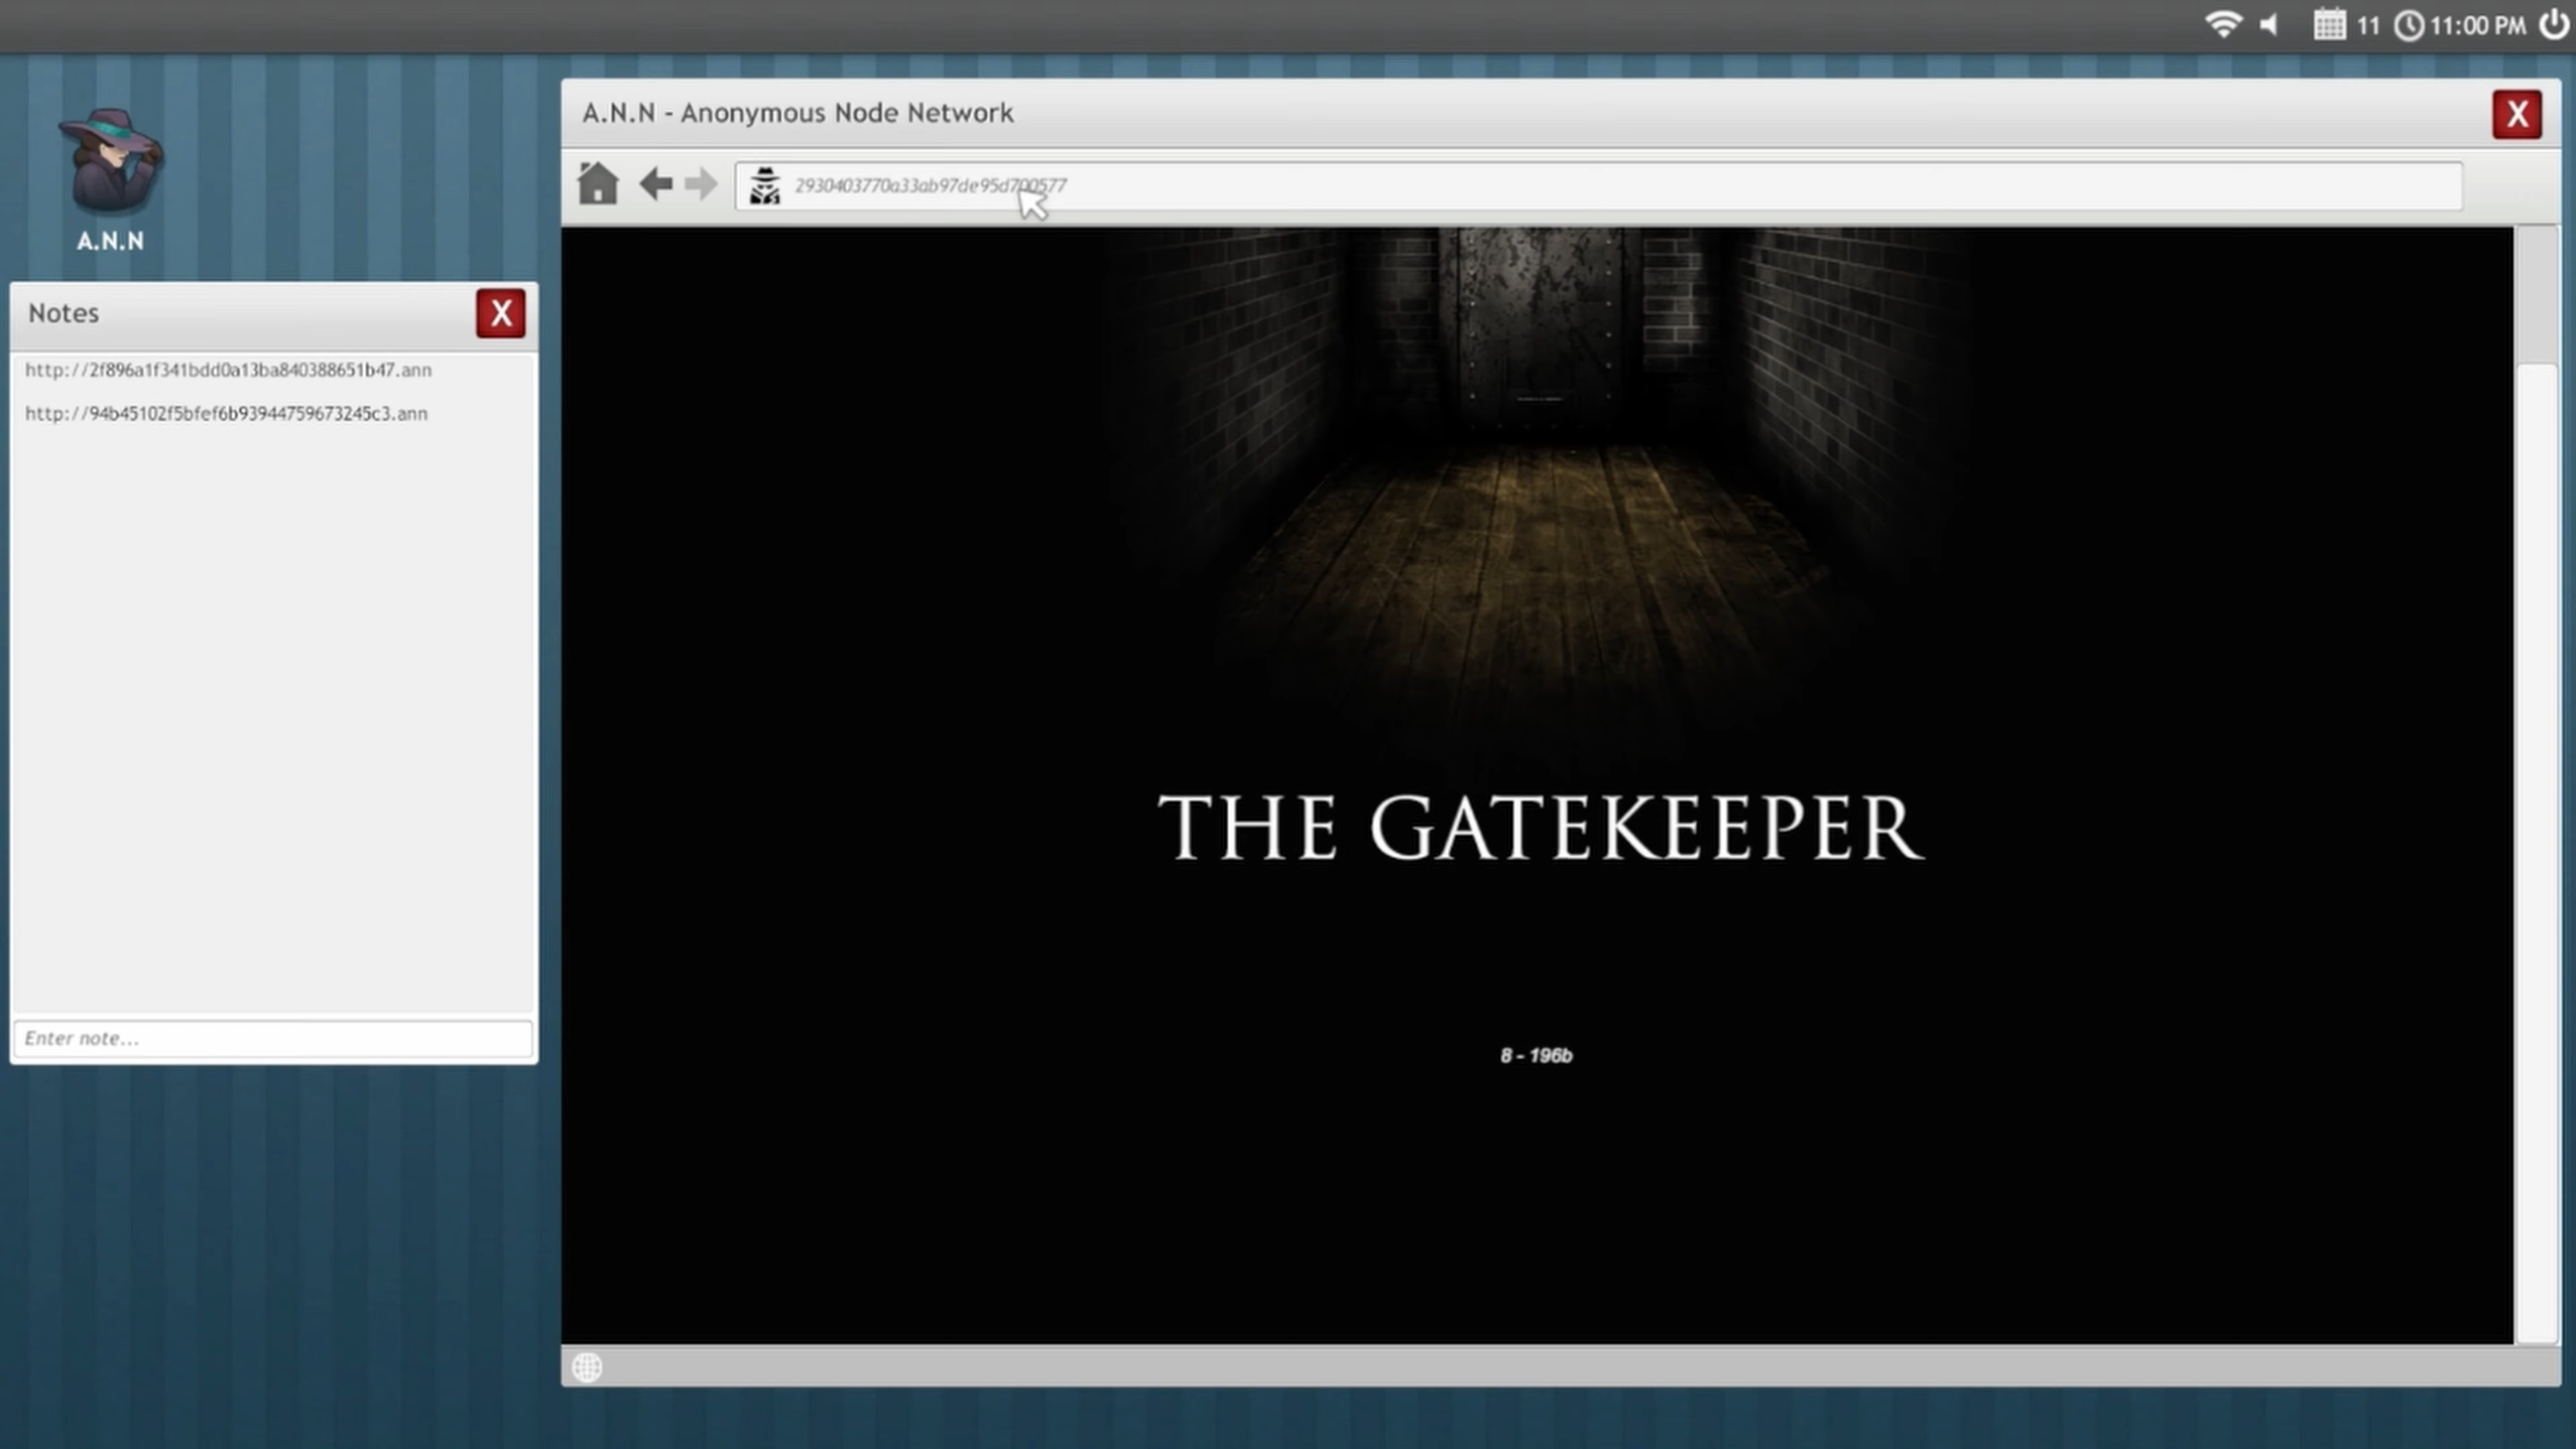 11 11:00 PM
A.N.N
Notes X
http://2f896a1f341bdd0a13ba840388651b47.ann
http://94b45102f5bfef6b93944759673245c3.ann
Enter note...
A.N.N - Anonymous Node Network X
2930403770a33ab97de95d700577
THE GATEKEEPER
8 - 196b